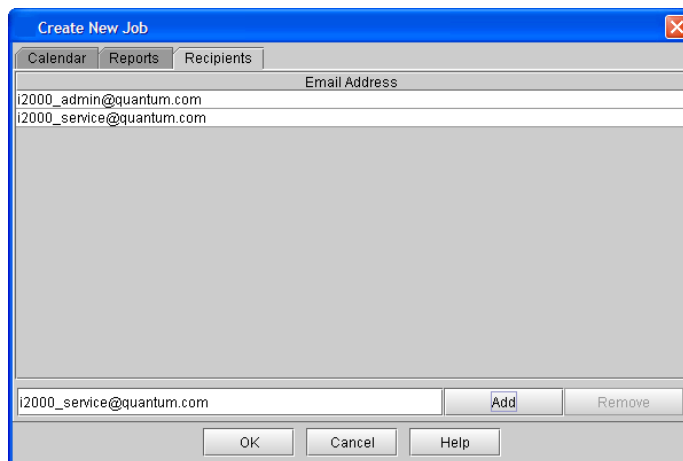 Create New Job
Calendar Reports Recipients
Email Address
i2000_admin@quantum.com
i2000_service@quantum.com
i2000_service@quantum.com Add Remove
OK Cancel Help